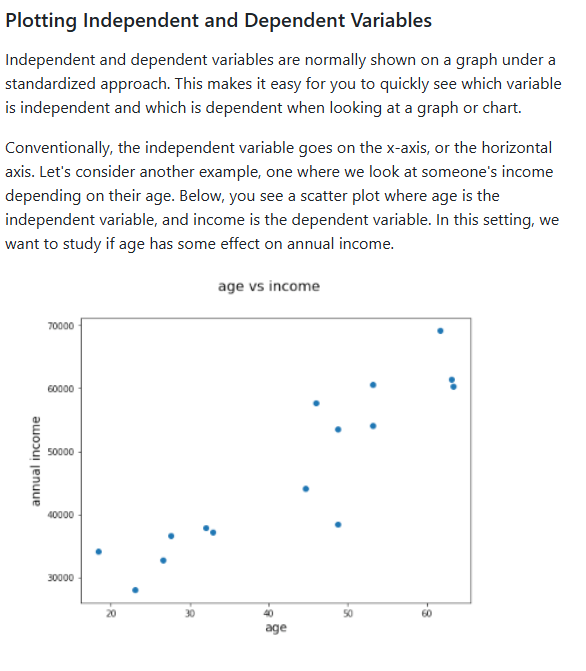 Plotting Independent and Dependent Variables
Independent and dependent variables are normally shown on a graph under a
standardized approach. This makes it easy for you to quickly see which variable
is independent and which is dependent when looking at a graph or chart.
Conventionally, the independent variable goes on the x-axis, or the horizontal
axis. Let's consider another example, one where we look at someone's income
depending on their age. Below, you see a scatter plot where age is the
independent variable, and income is the dependent variable. In this setting, we
want to study if age has some effect on annual income.
age vs income
70000
60000
50000
40000
30000
annual income
20 30 40 50 60
age